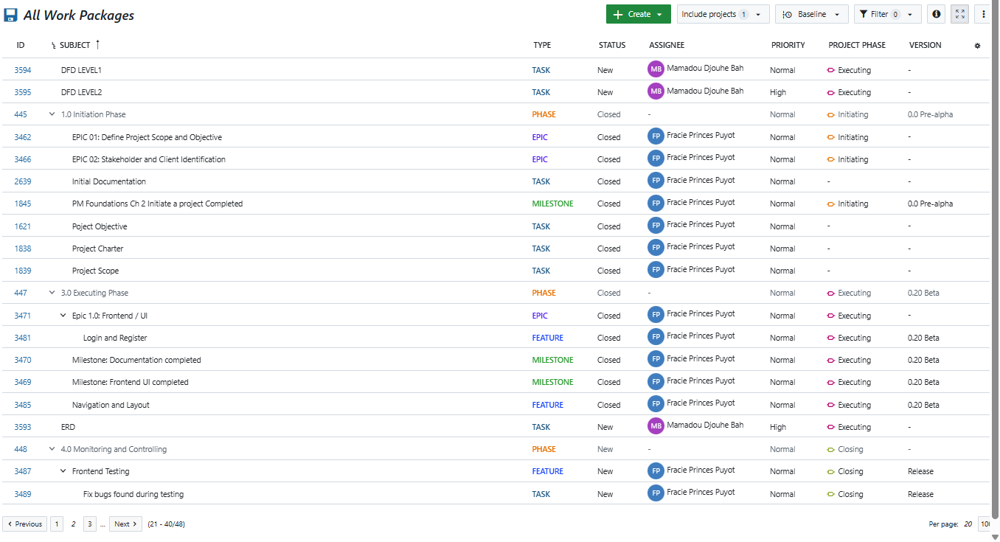 All Work Packages
Create Include projects 1 Baseline Filter 0
ID SUBJECT TYPE STATUS ASSIGNEE PRIORITY PROJECT PHASE VERSION
3594 DFD LEVEL1 TASK New MB Mamadou Djouhe Bah Normal Executing -
3595 DFD LEVEL2 TASK New MB Mamadou Djouhe Bah High Executing -
445 1.0 Initiation Phase PHASE Closed - Normal Initiating 0.0 Pre-alpha
3462 EPIC 01: Define Project Scope and Objective EPIC Closed FP Fracie Princes Puyot Normal Initiating -
3466 EPIC 02: Stakeholder and Client Identification EPIC Closed FP Fracie Princes Puyot Normal Initiating -
2639 Initial Documentation TASK Closed FP Fracie Princes Puyot Normal - -
1845 PM Foundations Ch 2 Initiate a project Completed MILESTONE Closed FP Fracie Princes Puyot Normal Initiating 0.0 Pre-alpha
1621 Poject Objective TASK Closed FP Fracie Princes Puyot Normal - -
1838 Project Charter TASK Closed FP Fracie Princes Puyot Normal - -
1839 Project Scope TASK Closed FP Fracie Princes Puyot Normal - -
447 3.0 Executing Phase PHASE Closed - Normal Executing 0.20 Beta
3471 Epic 1.0: Frontend / UI EPIC Closed FP Fracie Princes Puyot Normal Executing -
3481 Login and Register FEATURE Closed FP Fracie Princes Puyot Normal Executing 0.20 Beta
3470 Milestone: Documentation completed MILESTONE Closed FP Fracie Princes Puyot Normal Executing 0.20 Beta
3469 Milestone: Frontend UI completed MILESTONE Closed FP Fracie Princes Puyot Normal Executing 0.20 Beta
3485 Navigation and Layout FEATURE Closed FP Fracie Princes Puyot Normal Executing 0.20 Beta
3593 ERD TASK New MB Mamadou Djouhe Bah High Executing -
448 4.0 Monitoring and Controlling PHASE New - Normal Closing -
3487 Frontend Testing FEATURE New FP Fracie Princes Puyot Normal Closing Release
3489 Fix bugs found during testing TASK New FP Fracie Princes Puyot Normal Closing Release
Previous 1 2 3 ... Next (21 - 40/48) Per page: 20